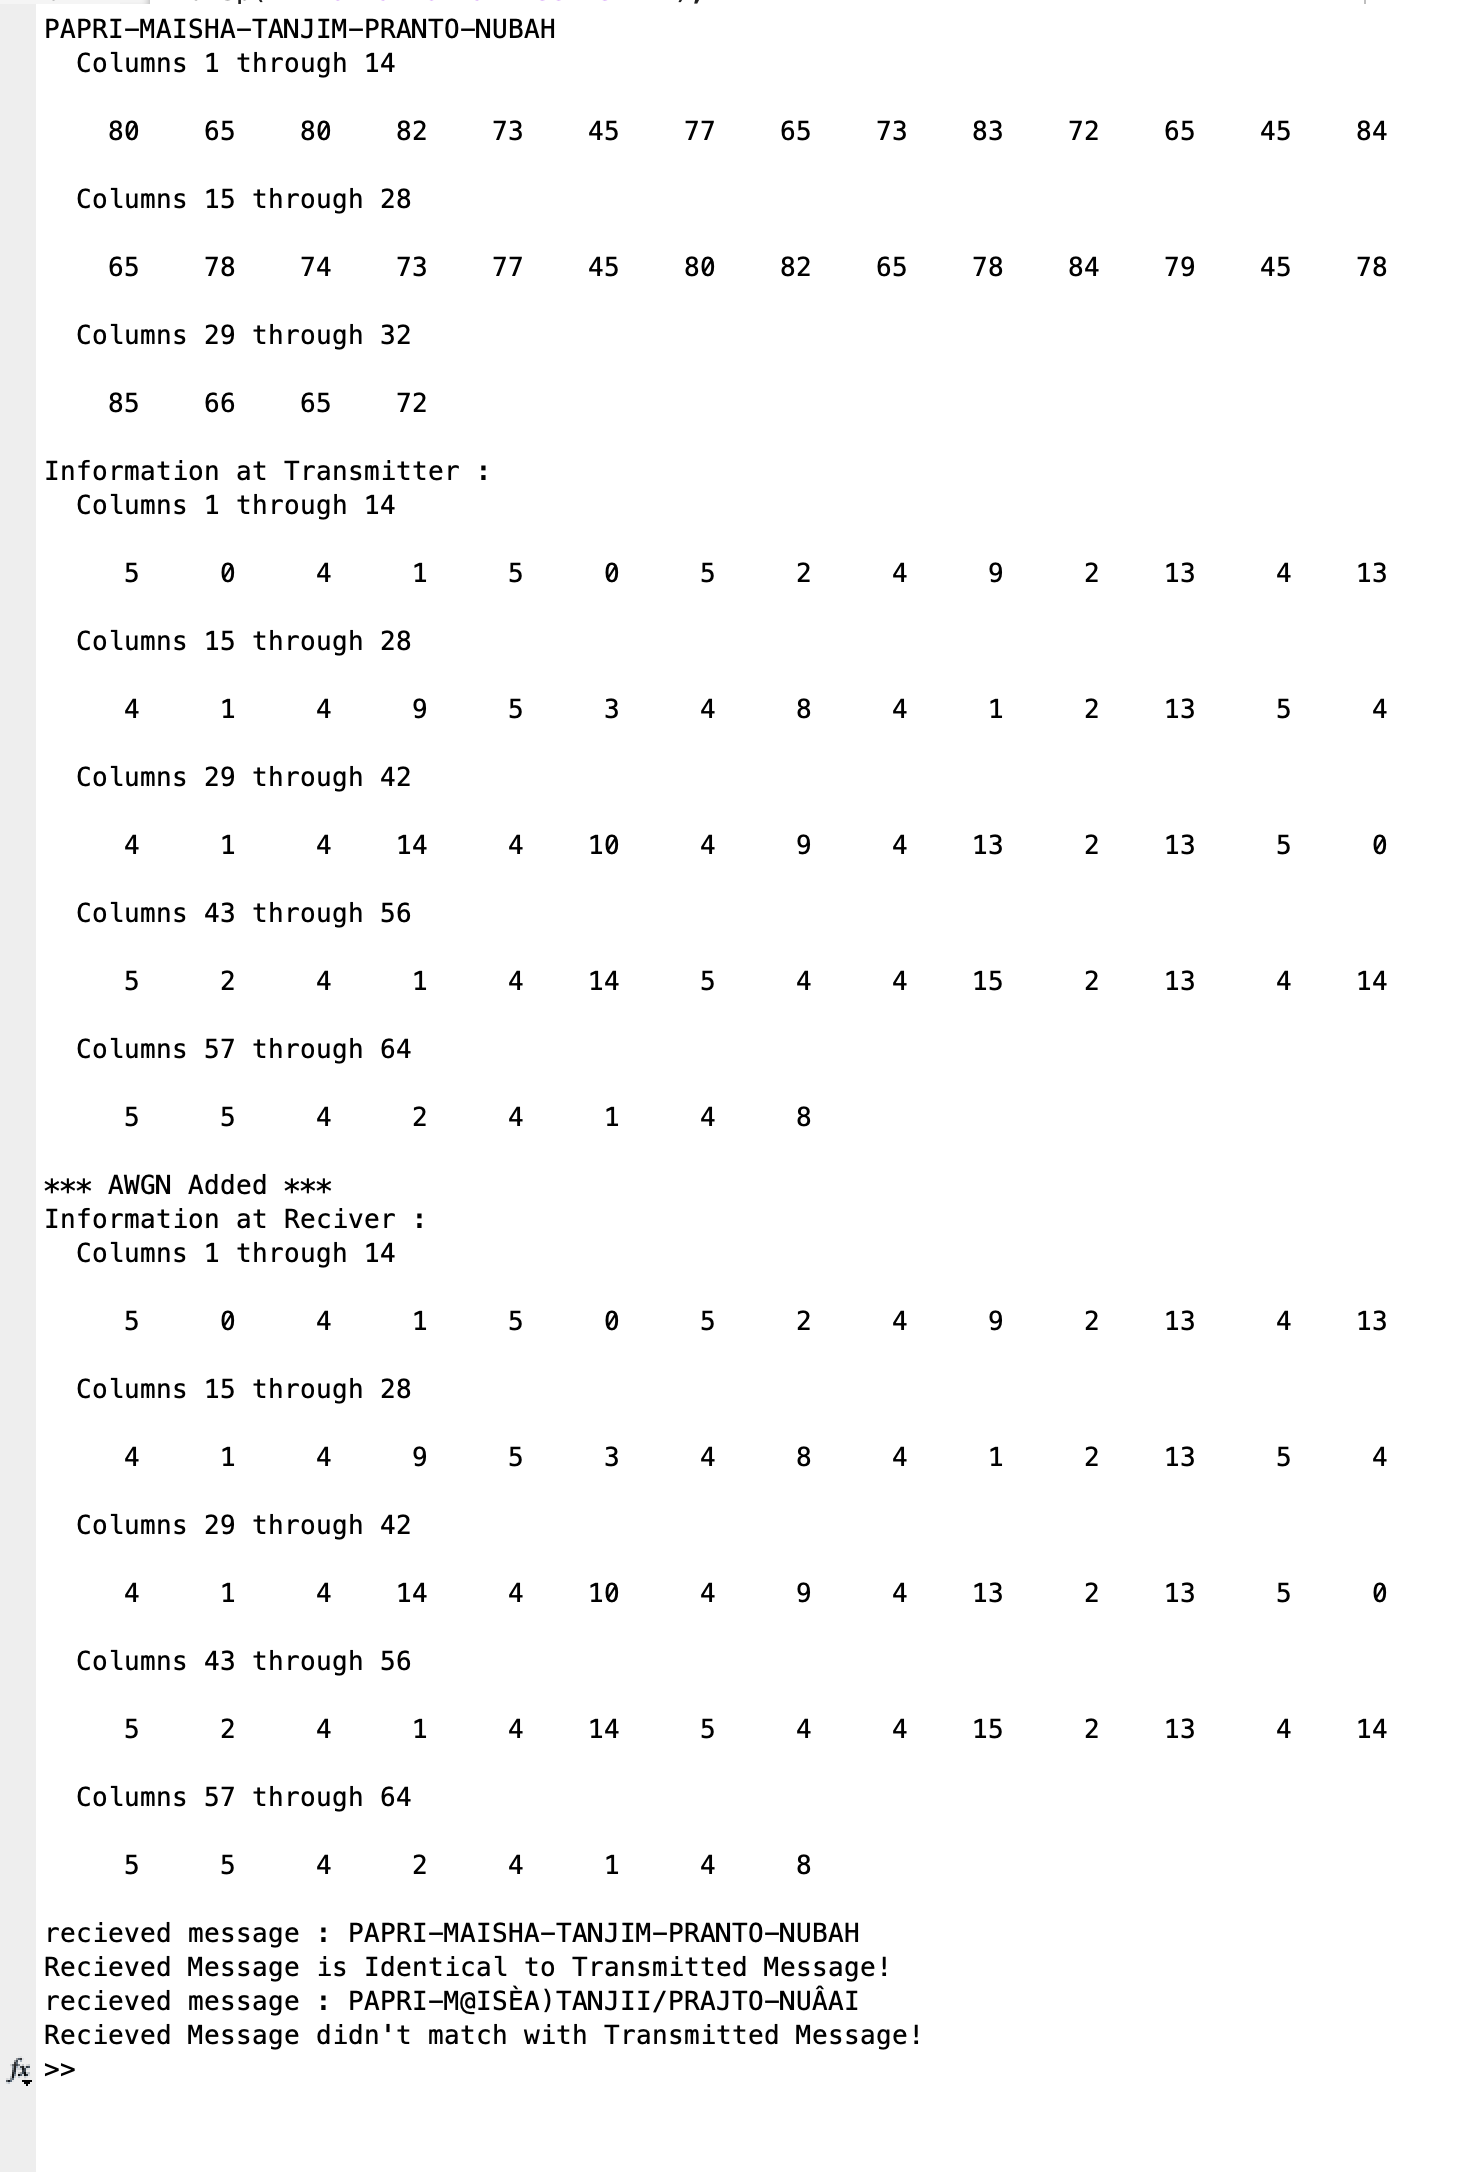 PAPRI-MAISHA-TANJIM-PRANTO-NUBAH
Columns 1 through 14
80 65 80 82 73 45 77 65 73 83 72 65 45 84
Columns 15 through 28
65 78 74 73 77 45 80 82 65 78 84 79 45 78
Columns 29 through 32
85 66 65 72
Information at Transmitter :
Columns 1 through 14
5 0 4 1 5 0 5 2 4 9 2 13 4 13
Columns 15 through 28
4 1 4 9 5 3 4 8 4 1 2 13 5 4
Columns 29 through 42
4 1 4 14 4 10 4 9 4 13 2 13 5 0
Columns 43 through 56
5 2 4 1 4 14 5 4 4 15 2 13 4 14
Columns 57 through 64
5 5 4 2 4 1 4 8
*** AWGN Added ***
Information at Reciver :
Columns 1 through 14
5 0 4 1 5 0 5 2 4 9 2 13 4 13
Columns 15 through 28
4 1 4 9 5 3 4 8 4 1 2 13 5 4
Columns 29 through 42
4 1 4 14 4 10 4 9 4 13 2 13 5 0
Columns 43 through 56
5 2 4 1 4 14 5 4 4 15 2 13 4 14
Columns 57 through 64
5 5 4 2 4 1 4 8
recieved message : PAPRI-MAISHA-TANJIM-PRANTO-NUBAH
Recieved Message is Identical to Transmitted Message!
recieved message : PAPRI-M@ISÈA)TANJII/PRAJTO-NUÂAI
Recieved Message didn't match with Transmitted Message!
fx >>